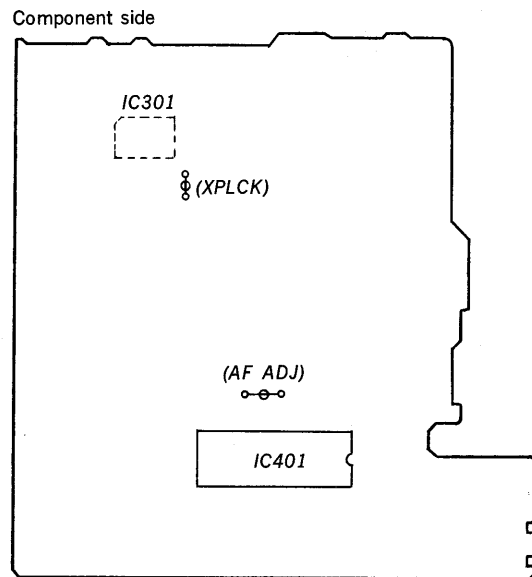 Component side
IC301
(XPLCK)
(AF ADJ)
IC401